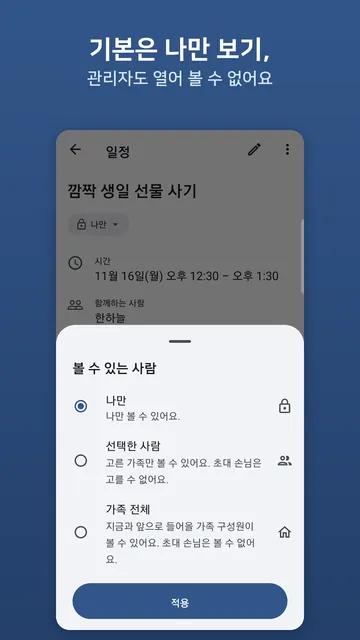 기본은 나만 보기,
관리자도 열어 볼 수 없어요
일정
깜짝 생일 선물 사기
나만
시간
11월 16일(월) 오후 12:30 – 오후 1:30
함께하는 사람
한하늘
볼 수 있는 사람
나만
나만 볼 수 있어요.
선택한 사람
고른 가족만 볼 수 있어요. 초대 손님은
고를 수 없어요.
가족 전체
지금과 앞으로 들어올 가족 구성원이
볼 수 있어요. 초대 손님은 볼 수 없어
요.
적용